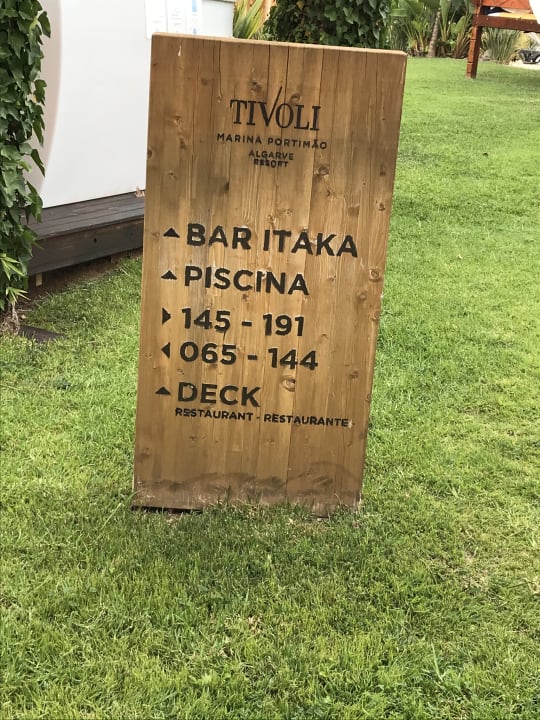 TIVOLI
MARINA PORTIMÃO
ALGARVE
RESORT
▲ BAR ITAKA
▲ PISCINA
▶ 145 - 191
◀ 065 - 144
▲ DECK
RESTAURANT - RESTAURANTE